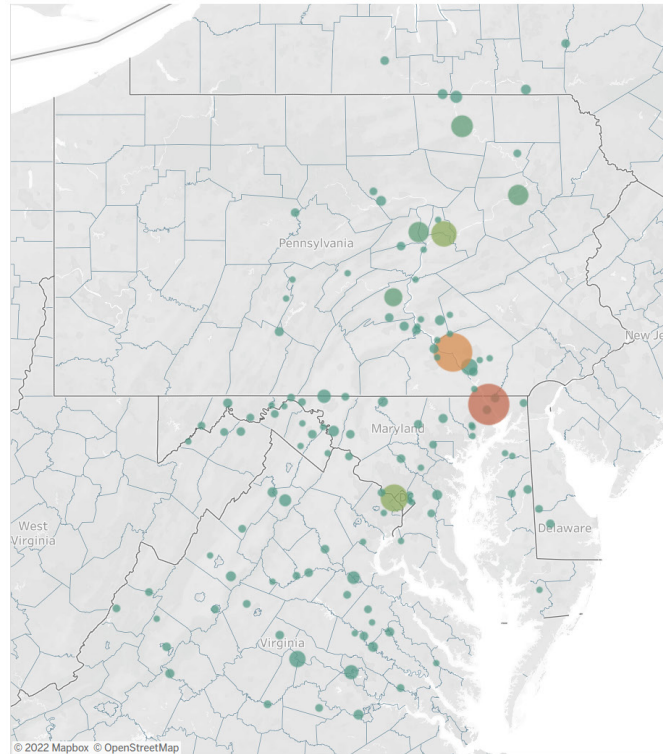 Pennsylvania
New Je
Maryland
D.C.
West
Virginia
Delaware
Virginia
© 2022 Mapbox © OpenStreetMap